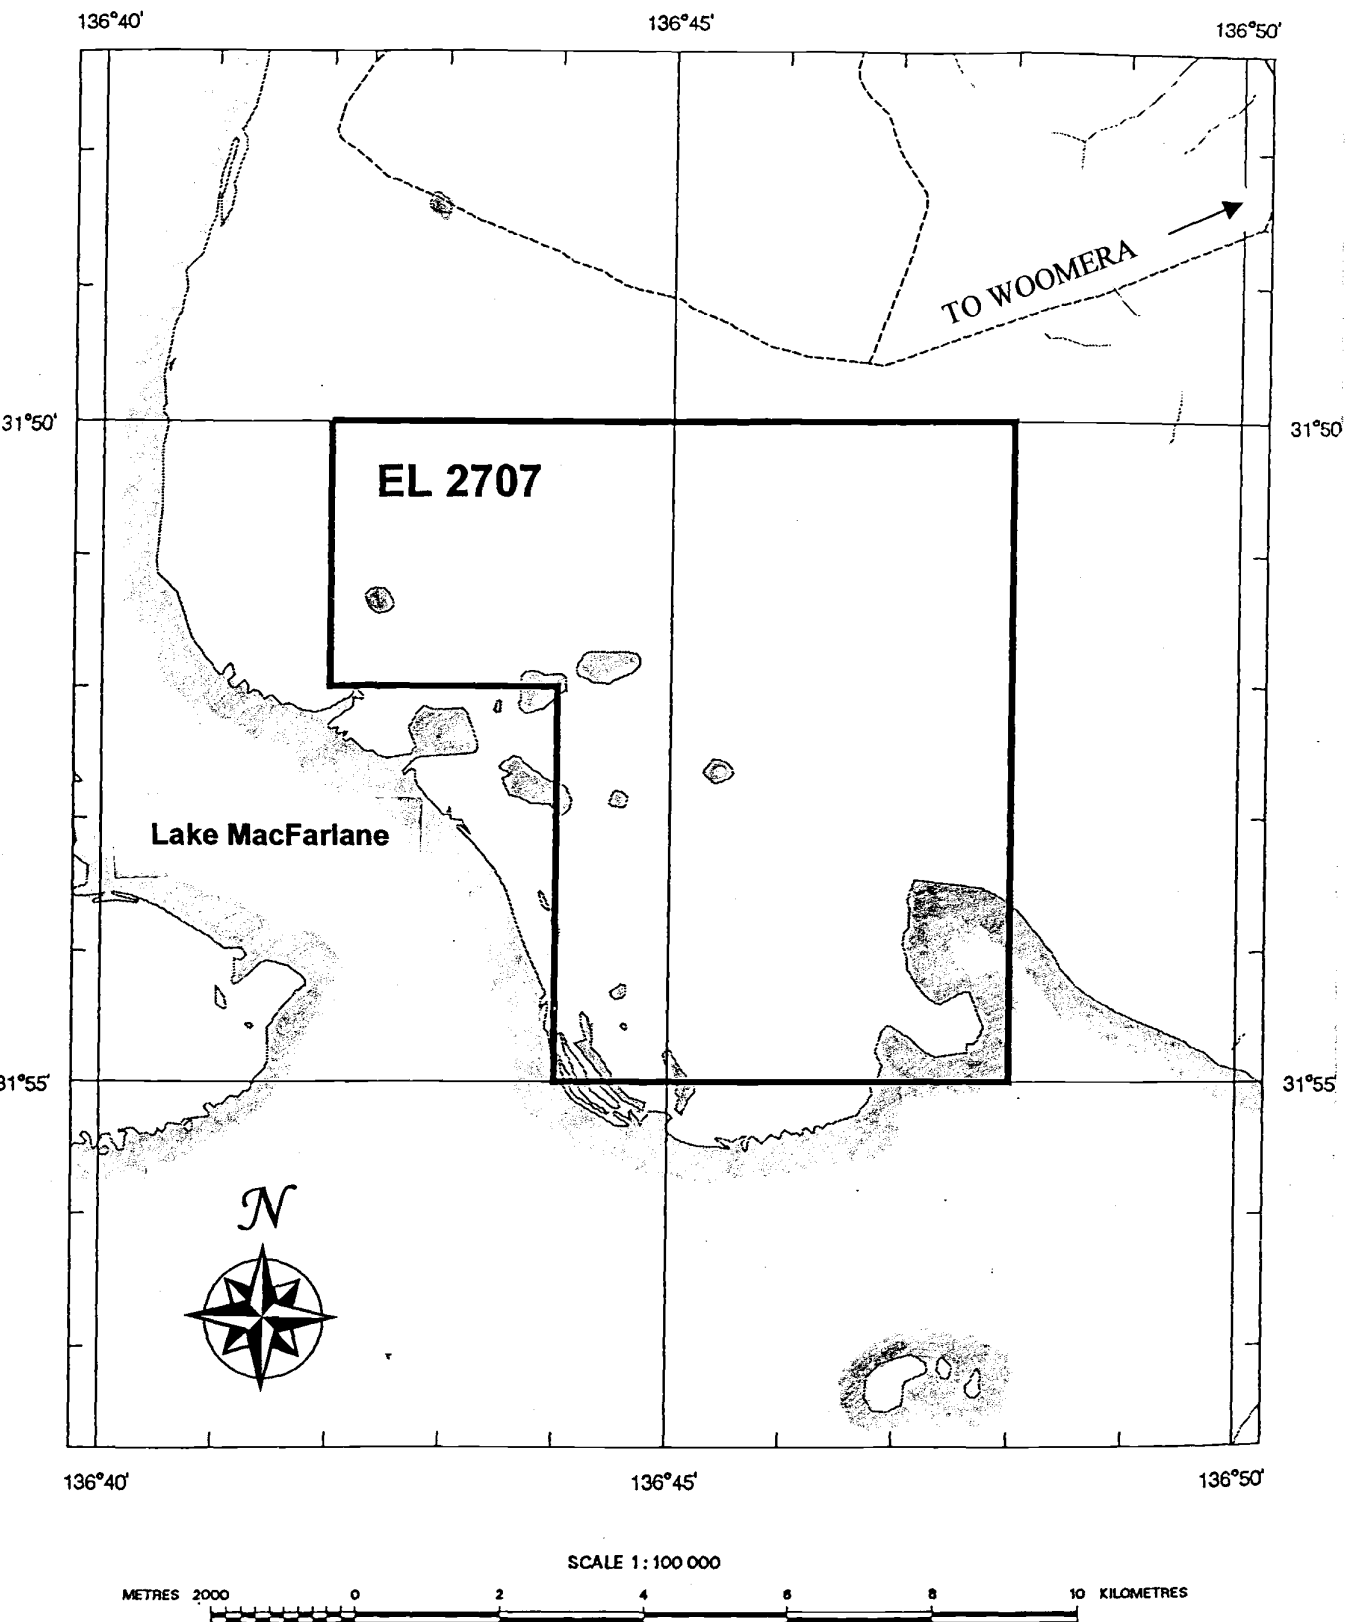 136°40' 136°45' 136°50'
TO WOOMERA
31°50' 31°50'
EL 2707
Lake MacFarlane
31°55' 31°55'
N
136°40' 136°45' 136°50'
SCALE 1:100 000
METRES 2000 0 2 4 6 8 10 KILOMETRES